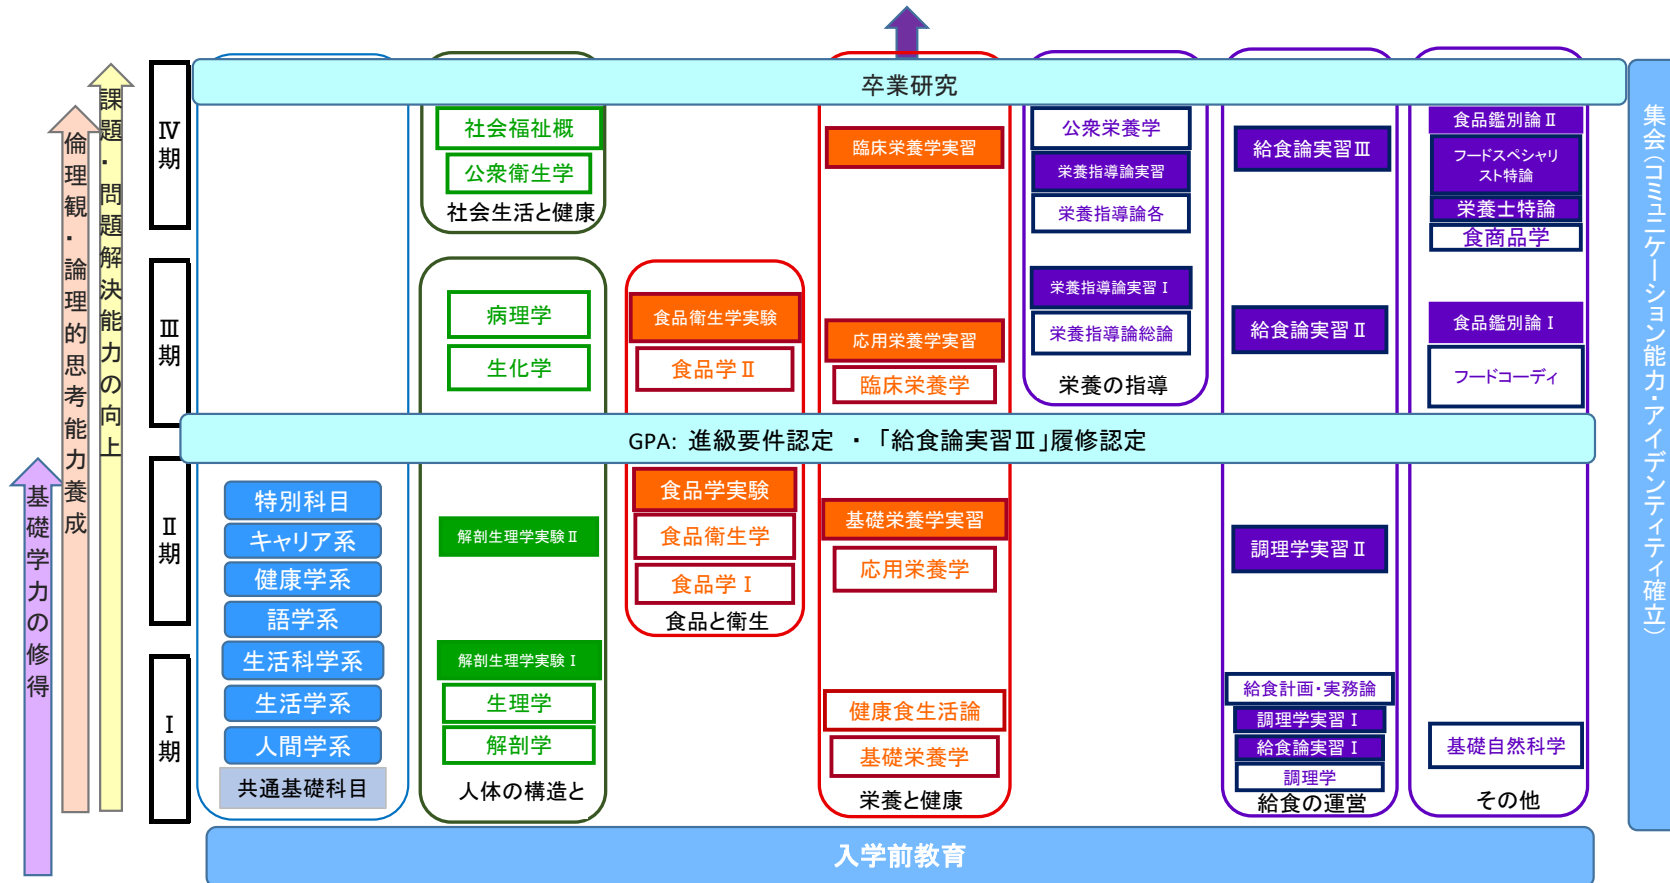 卒業研究
課題・問題解決能力の向上
倫理観・論理的思考能力養成
基礎学力の修得
Ⅳ期
社会福祉概
公衆衛生学
社会生活と健康
臨床栄養学実習
公衆栄養学
栄養指導論実習
栄養指導論各
給食論実習Ⅲ
食品鑑別論Ⅱ
フードスペシャリ
スト特論
栄養士特論
食商品学
Ⅲ期
病理学
生化学
食品衛生学実験
食品学Ⅱ
応用栄養学実習
臨床栄養学
栄養指導論実習Ⅰ
栄養指導論総論
栄養の指導
給食論実習Ⅱ
食品鑑別論Ⅰ
フードコーディ
GPA: 進級要件認定 ・ 「給食論実習Ⅲ」履修認定
Ⅱ期
特別科目
キャリア系
健康学系
語学系
生活科学系
生活学系
人間学系
共通基礎科目
解剖生理学実験Ⅱ
食品学実験
食品衛生学
食品学Ⅰ
食品と衛生
基礎栄養学実習
応用栄養学
調理学実習Ⅱ
Ⅰ期
解剖生理学実験Ⅰ
生理学
解剖学
人体の構造と
健康食生活論
基礎栄養学
栄養と健康
給食計画・実務論
調理学実習Ⅰ
給食論実習Ⅰ
調理学
給食の運営
基礎自然科学
その他
入学前教育
集会(コミュニケーション能力・アイデンティティ確立)